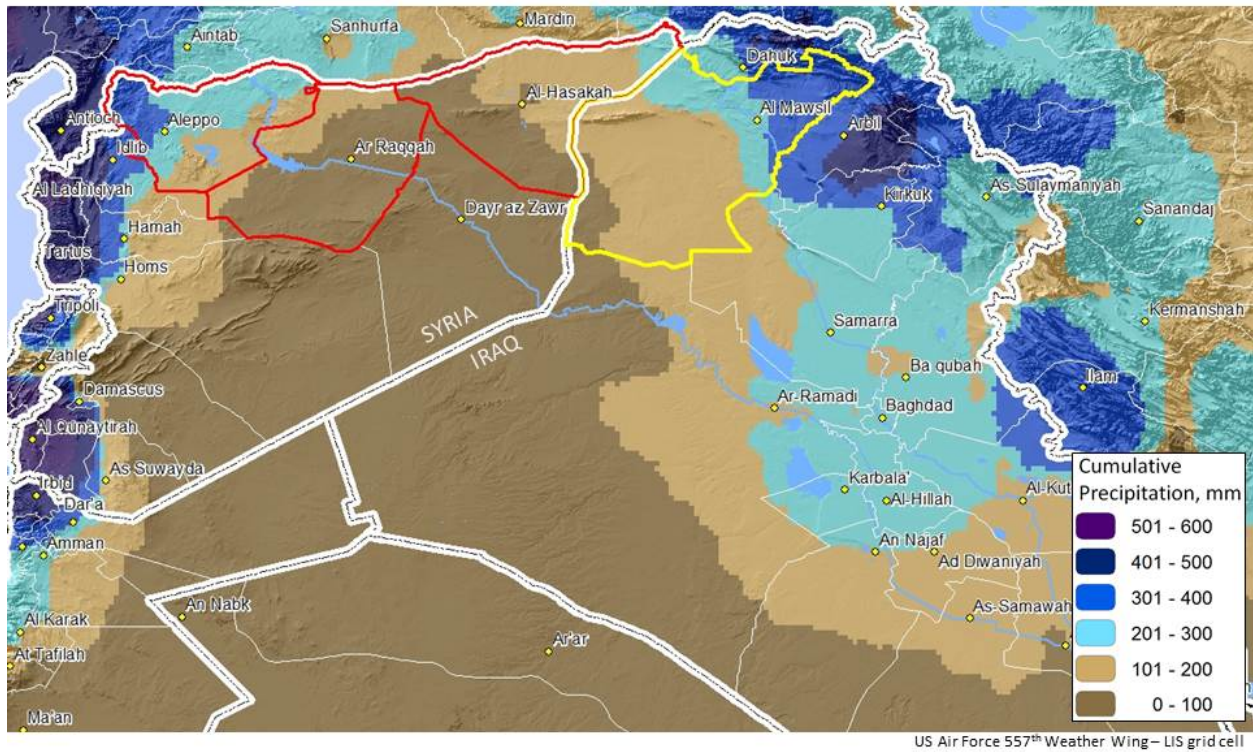 Mardin
Sanhurfa
Aintab
Dahuk
Al-Hasakah
Antioch
Aleppo
Al Mawsil
Arbil
Idlib
Ar Raqqah
Al Ladhiqiyah
As Sulaymaniyah
Kirkuk
Sanandaj
Dayr az Zawr
Hamah
Tartus
Homs
Tripoli
Kermanshah
SYRIA
IRAQ
Samarra
Zahle
Ba qubah
Ilam
Damascus
Ar-Ramadi
Baghdad
Al Qunaytirah
As Suwayda
Karbala'
Al-Hillah
Al-Kut
Irbid
Dar'a
Amman
An Najaf
Ad Diwaniyah
An Nabk
As-Samawah
Al Karak
Ar'ar
At Tafilah
Ma'an
Cumulative
Precipitation, mm
501 - 600
401 - 500
301 - 400
201 - 300
101 - 200
0 - 100
US Air Force 557th Weather Wing – LIS grid cell